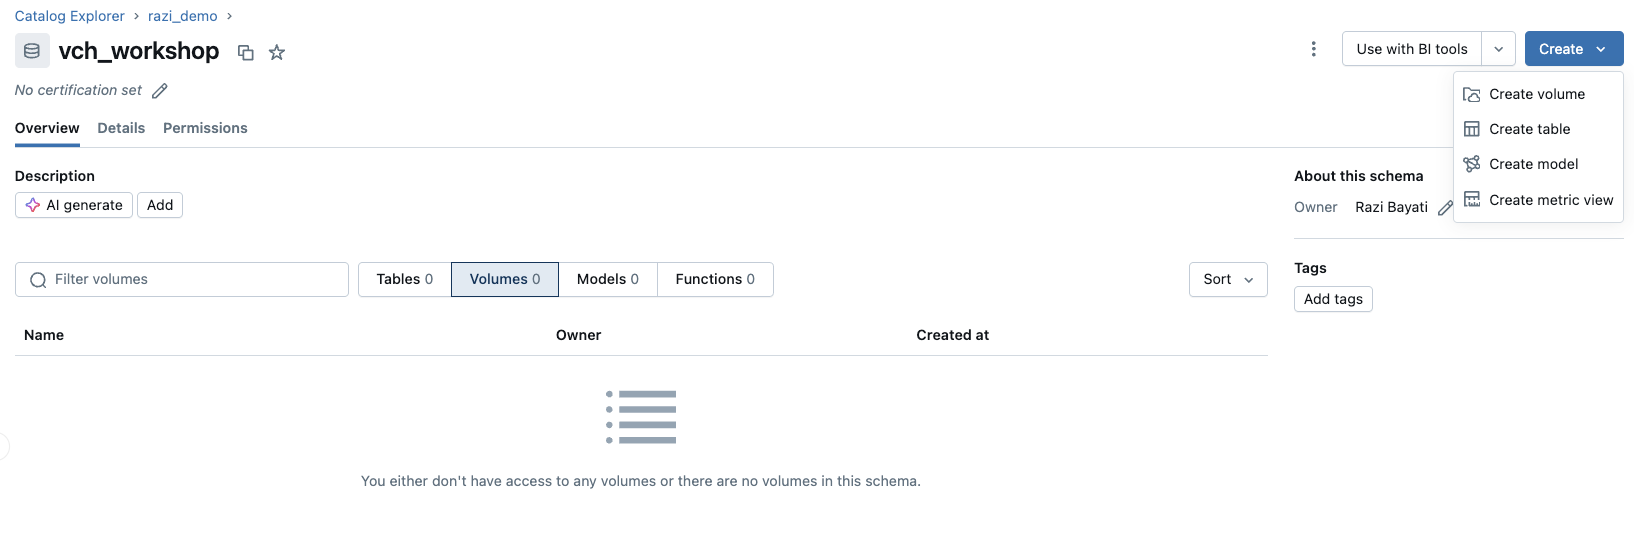 Catalog Explorer > razi_demo >
vch_workshop
Use with BI tools
Create
No certification set
Create volume
Create table
Create model
Create metric view
Overview Details Permissions
Description
AI generate Add
About this schema
Owner Razi Bayati
Filter volumes
Tables 0 Volumes 0 Models 0 Functions 0
Sort
Tags
Add tags
Name Owner Created at
You either don't have access to any volumes or there are no volumes in this schema.